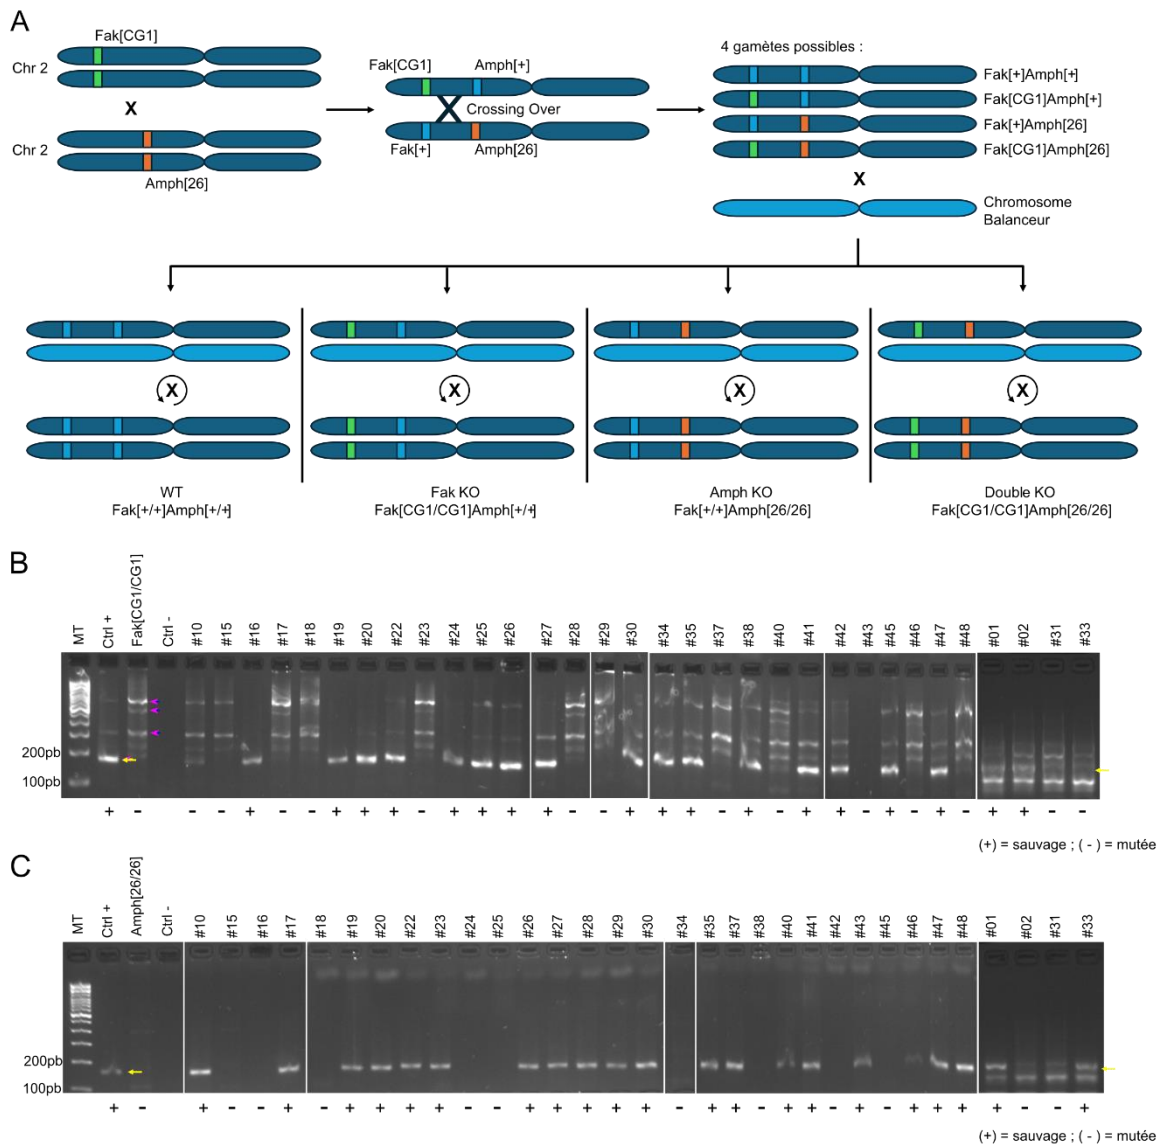 A
Fak[CG1]
Chr 2
X
Chr 2
Amph[26]
Fak[CG1]
Amph[+]
Crossing Over
Fak[+]
Amph[26]
4 gamètes possibles :
Fak[+]Amph[+]
Fak[CG1]Amph[+]
Fak[+]Amph[26]
Fak[CG1]Amph[26]
X
Chromosome
Balanceur
X
X
X
X
WT
Fak[+/+]Amph[+/+]
Fak KO
Fak[CG1/CG1]Amph[+/+]
Amph KO
Fak[+/+]Amph[26/26]
Double KO
Fak[CG1/CG1]Amph[26/26]
B
MT Ctrl + Fak[CG1/CG1] Ctrl - #10 #15 #16 #17 #18 #19 #20 #22 #23 #24 #25 #26 #27 #28 #29 #30 #34 #35 #37 #38 #40 #41 #42 #43 #45 #46 #47 #48 #01 #02 #31 #33
200pb
100pb
+ - - - + - - + + + - + + + + - - + + + - + - + + - + - + - + + - -
(+) = sauvage ; ( - ) = mutée
C
MT Ctrl + Amph[26/26] Ctrl - #10 #15 #16 #17 #18 #19 #20 #22 #23 #24 #25 #26 #27 #28 #29 #30 #34 #35 #37 #38 #40 #41 #42 #43 #45 #46 #47 #48 #01 #02 #31 #33
200pb
100pb
+ - + - - + - + + + + - - + + + + + - + + - + + - + - + + + + - - +
(+) = sauvage ; ( - ) = mutée